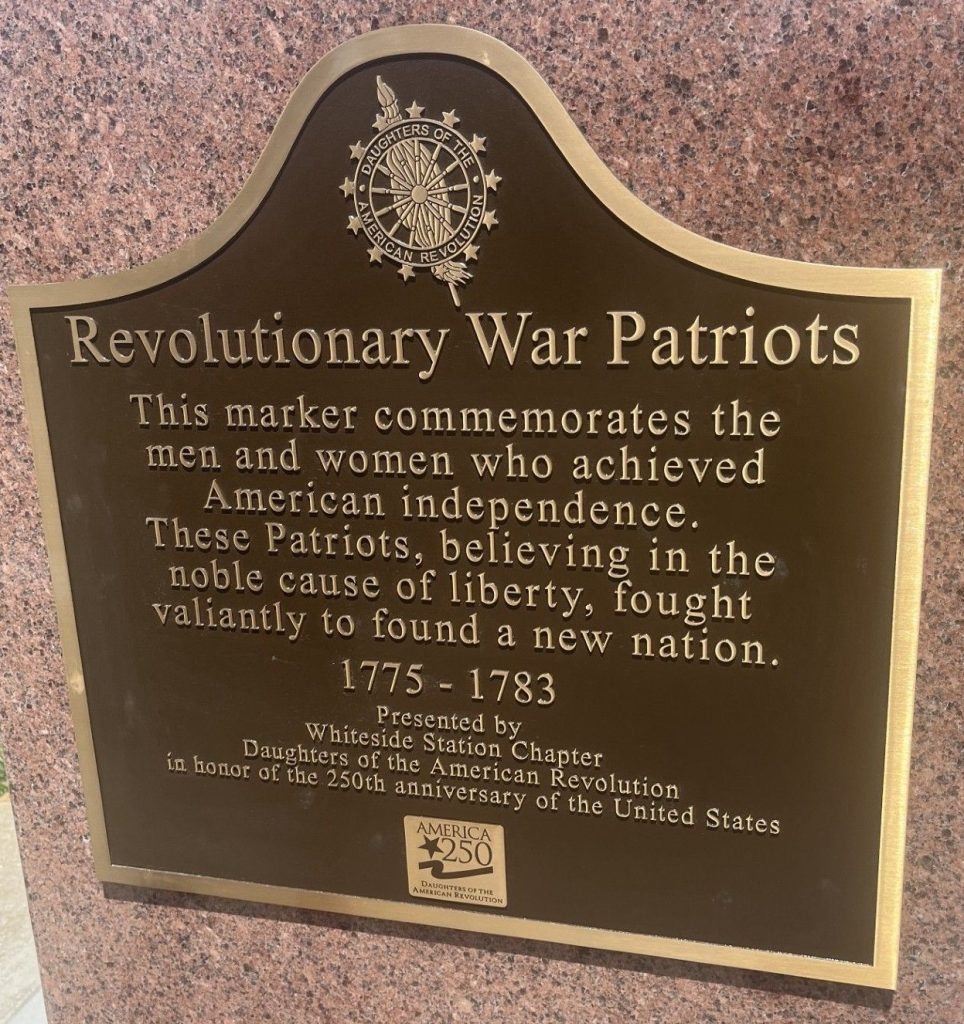 DAUGHTERS OF THE
AMERICAN REVOLUTION
Revolutionary War Patriots
This marker commemorates the
men and women who achieved
American independence.
These Patriots, believing in the
noble cause of liberty, fought
valiantly to found a new nation.
1775 - 1783
Presented by
Whiteside Station Chapter
Daughters of the American Revolution
in honor of the 250th anniversary of the United States
AMERICA
250
DAUGHTERS OF THE
AMERICAN REVOLUTION